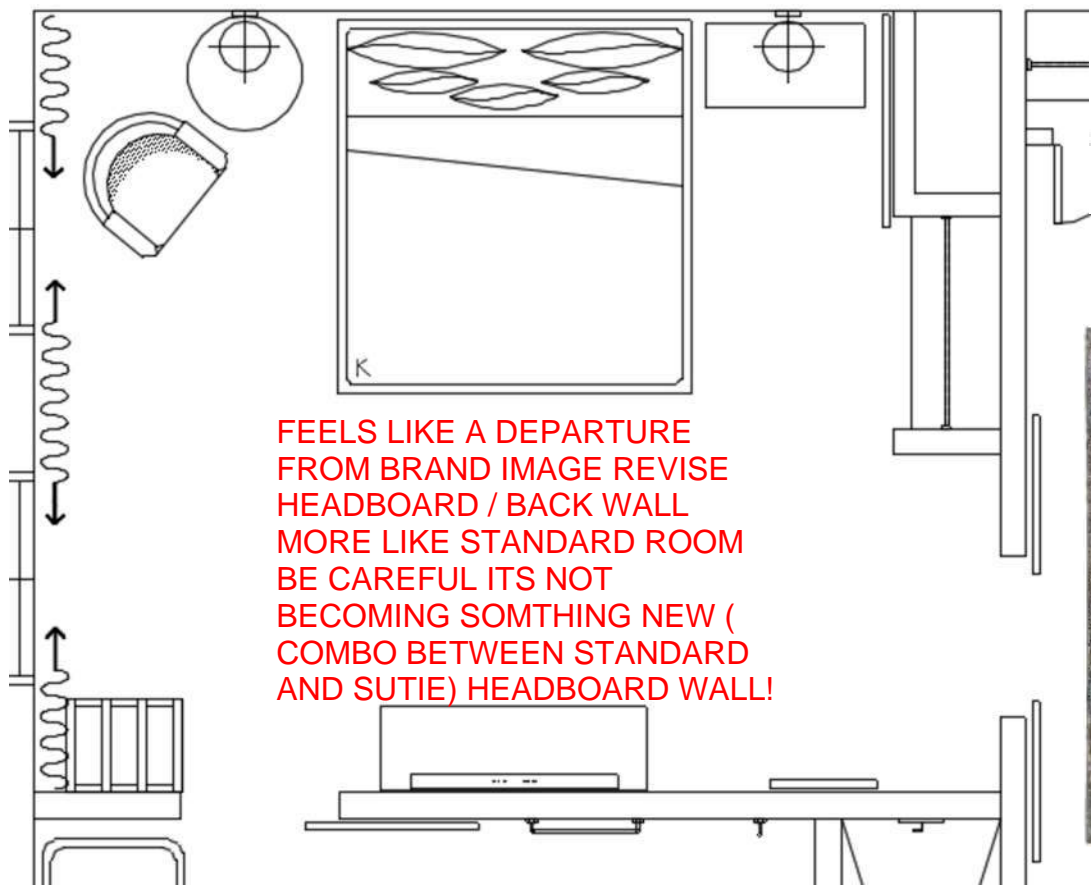 K
FEELS LIKE A DEPARTURE
FROM BRAND IMAGE REVISE
HEADBOARD / BACK WALL
MORE LIKE STANDARD ROOM
BE CAREFUL ITS NOT
BECOMING SOMTHING NEW (
COMBO BETWEEN STANDARD
AND SUTIE) HEADBOARD WALL!